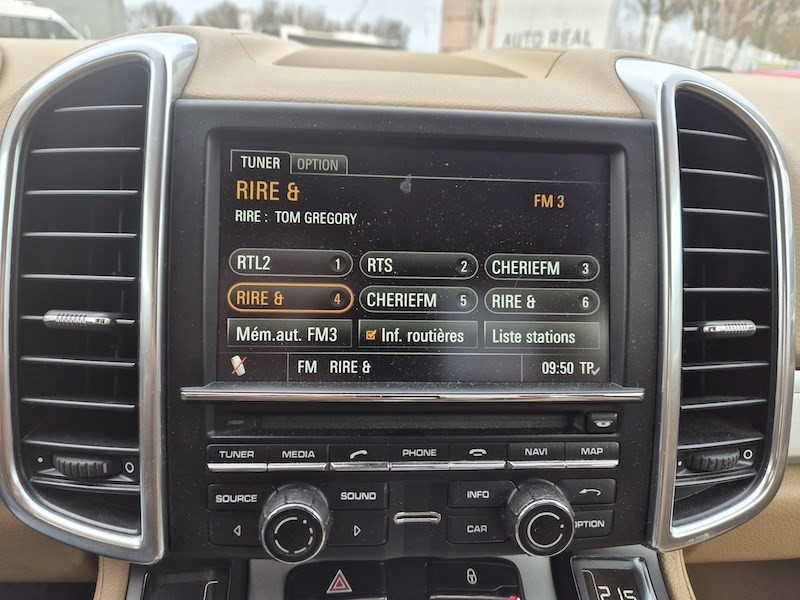 AUTO REAL
TUNER OPTION
RIRE & FM 3
RIRE : TOM GREGORY
RTL2 1 RTS 2 CHERIEFM 3
RIRE & 4 CHERIEFM 5 RIRE & 6
Mém.aut. FM3 Inf. routières Liste stations
FM RIRE & 09:50 TP
TUNER MEDIA PHONE NAVI MAP
SOURCE SOUND INFO
CAR OPTION